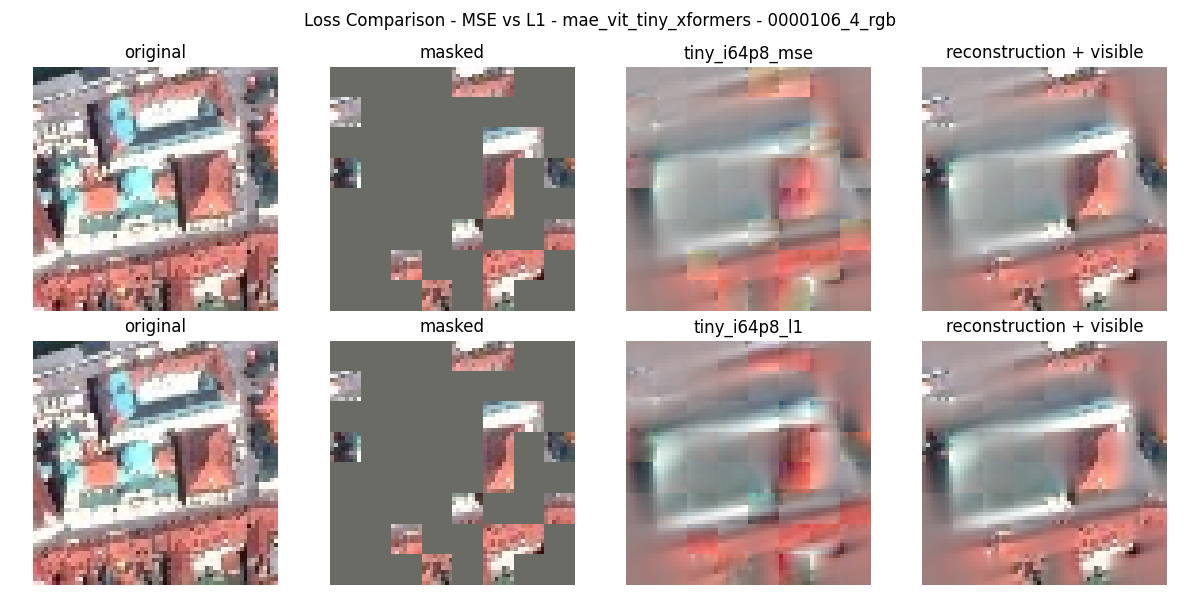 Loss Comparison - MSE vs L1 - mae_vit_tiny_xformers - 0000106_4_rgb
original masked tiny_i64p8_mse reconstruction + visible
original masked tiny_i64p8_l1 reconstruction + visible